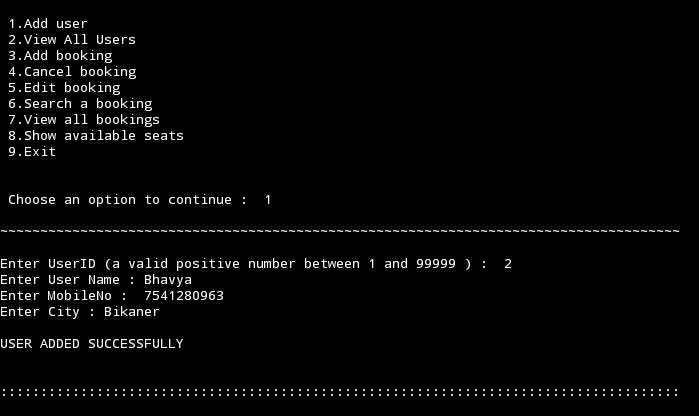 1.Add user
2.View All Users
3.Add booking
4.Cancel booking
5.Edit booking
6.Search a booking
7.View all bookings
8.Show available seats
9.Exit
Choose an option to continue :  1
~~~~~~~~~~~~~~~~~~~~~~~~~~~~~~~~~~~~~~~~~~~~~~~~~~~~~~~~~~~~~~~~~~~~~~~~~~~~~~~~~~~~~
Enter UserID (a valid positive number between 1 and 99999 ) :  2
Enter User Name : Bhavya
Enter MobileNo :  7541280963
Enter City : Bikaner
USER ADDED SUCCESSFULLY
:::::::::::::::::::::::::::::::::::::::::::::::::::::::::::::::::::::::::::::::::::::